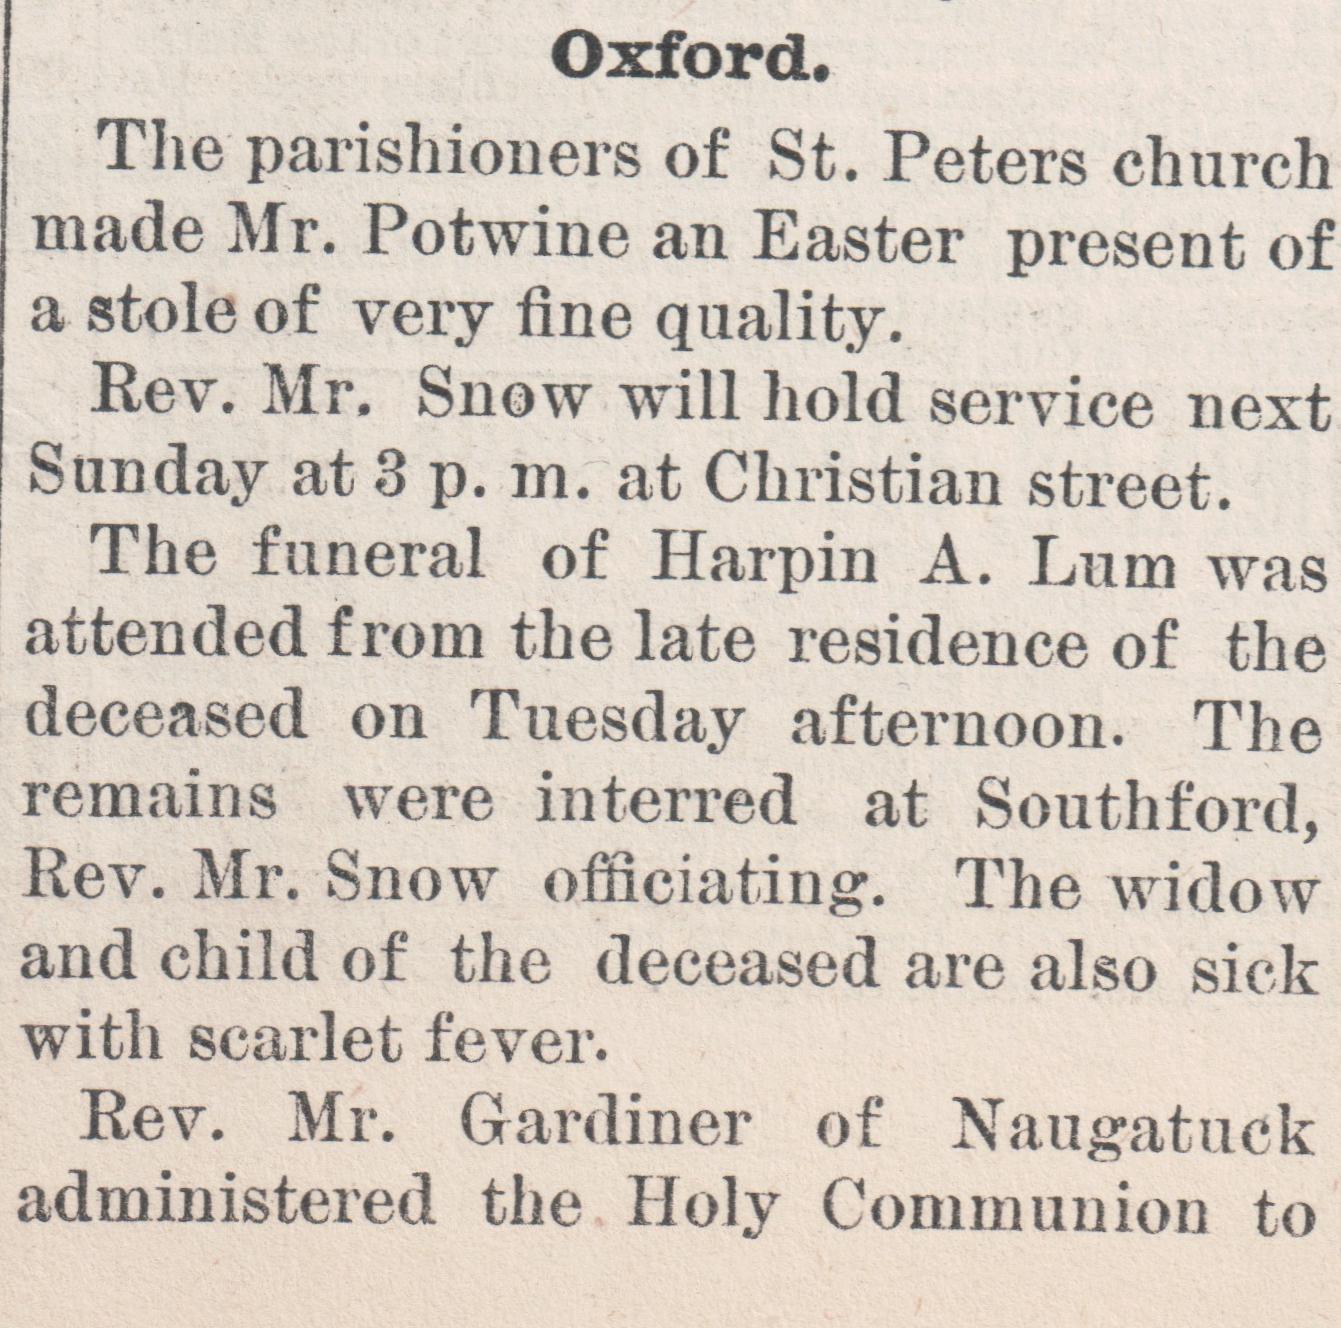 Oxford.
The parishioners of St. Peters church
made Mr. Potwine an Easter present of
a stole of very fine quality.
Rev. Mr. Snow will hold service next
Sunday at 3 p. m. at Christian street.
The funeral of Harpin A. Lum was
attended from the late residence of the
deceased on Tuesday afternoon. The
remains were interred at Southford,
Rev. Mr. Snow officiating. The widow
and child of the deceased are also sick
with scarlet fever.
Rev. Mr. Gardiner of Naugatuck
administered the Holy Communion to